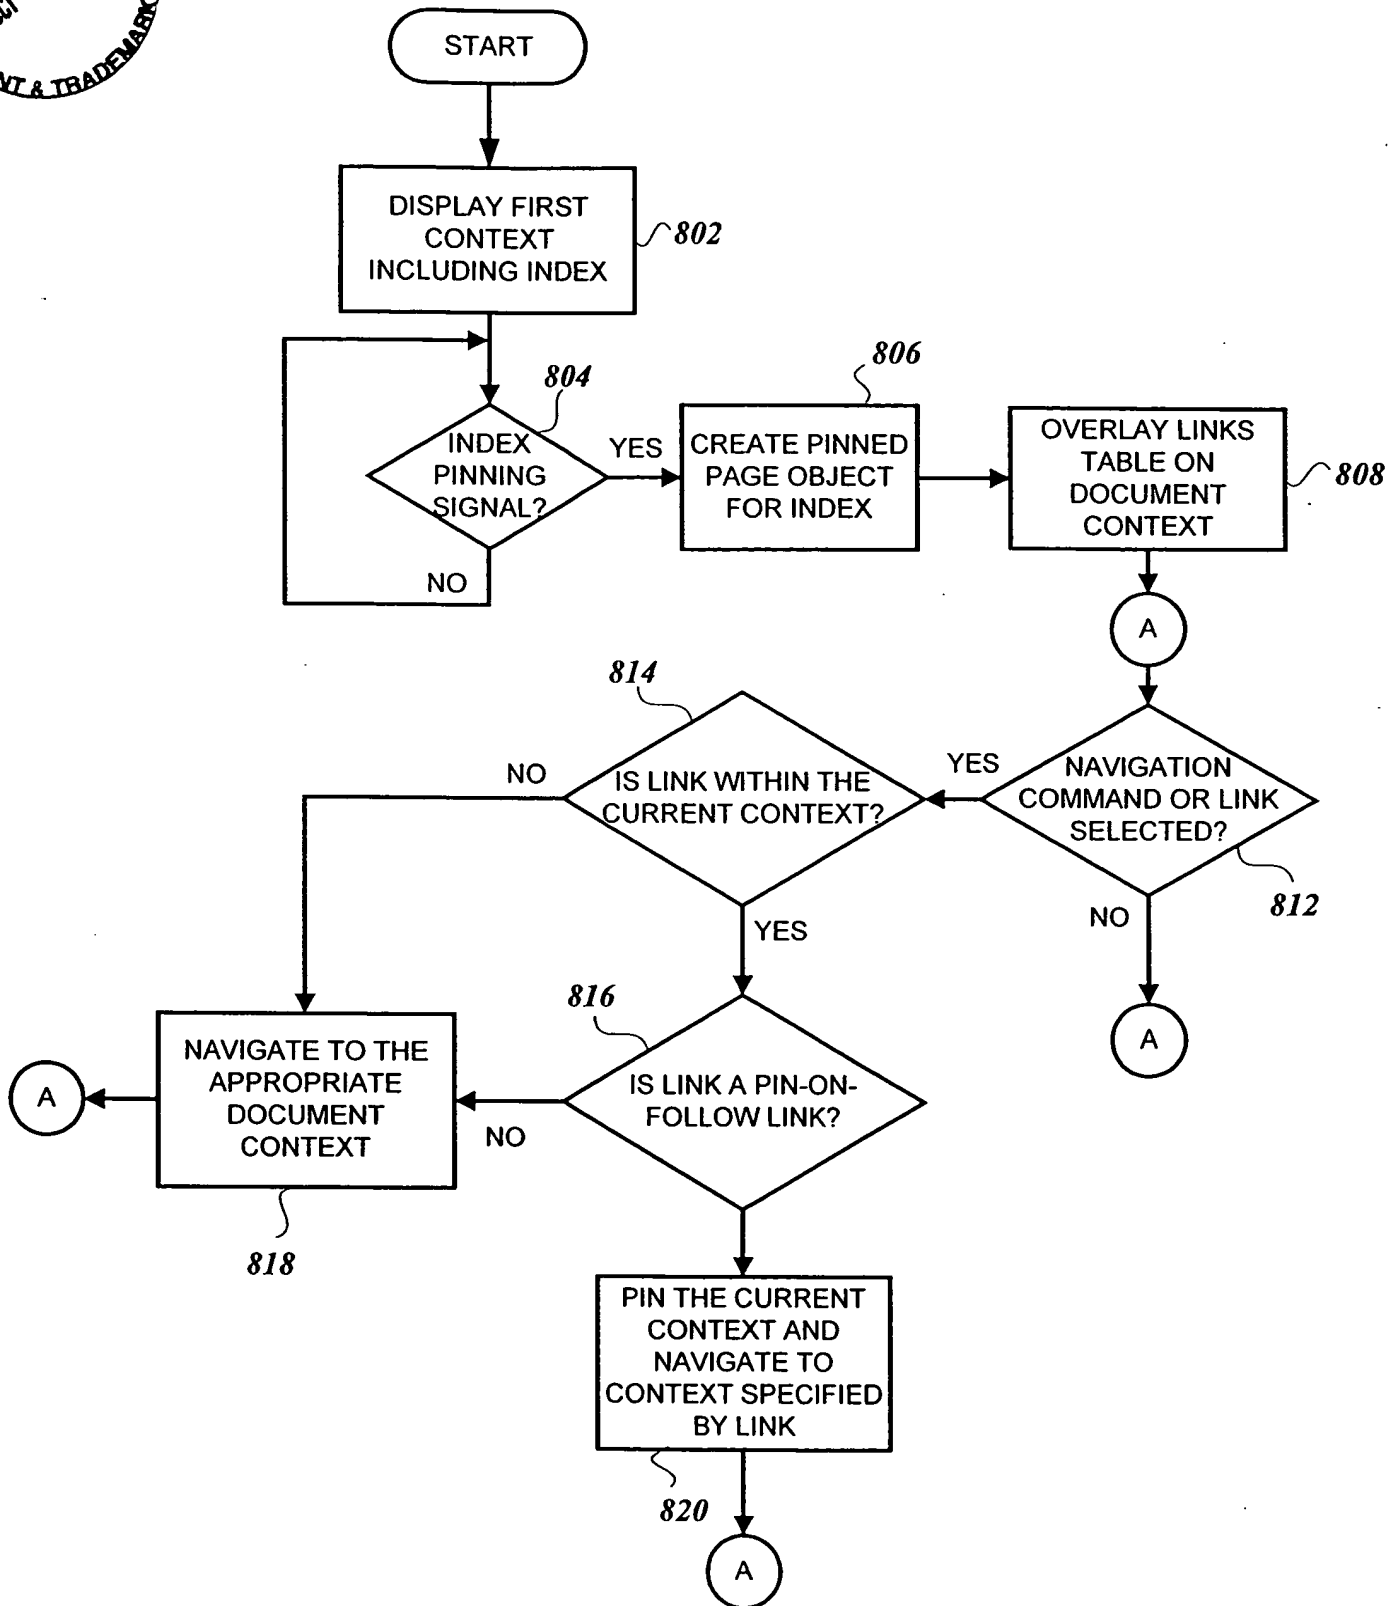 NT & TRADEMARK
START
DISPLAY FIRST
CONTEXT
INCLUDING INDEX
802
804
INDEX
PINNING
SIGNAL?
YES
NO
806
CREATE PINNED
PAGE OBJECT
FOR INDEX
OVERLAY LINKS
TABLE ON
DOCUMENT
CONTEXT
808
A
NAVIGATION
COMMAND OR LINK
SELECTED?
812
YES
NO
A
814
IS LINK WITHIN THE
CURRENT CONTEXT?
NO
YES
816
IS LINK A PIN-ON-
FOLLOW LINK?
NO
NAVIGATE TO THE
APPROPRIATE
DOCUMENT
CONTEXT
818
A
PIN THE CURRENT
CONTEXT AND
NAVIGATE TO
CONTEXT SPECIFIED
BY LINK
820
A